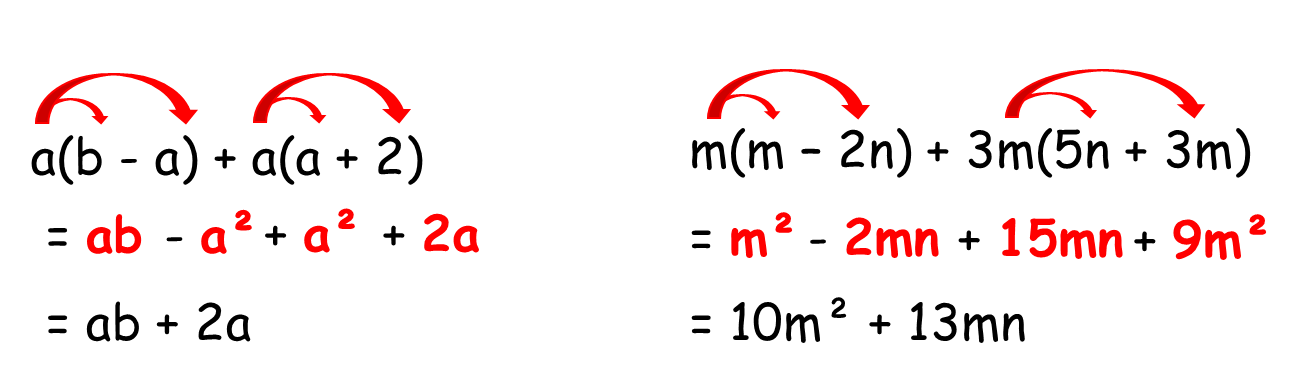 a(b - a) + a(a + 2)
= ab - a² + a² + 2a
= ab + 2a
m(m - 2n) + 3m(5n + 3m)
= m² - 2mn + 15mn + 9m²
= 10m² + 13mn